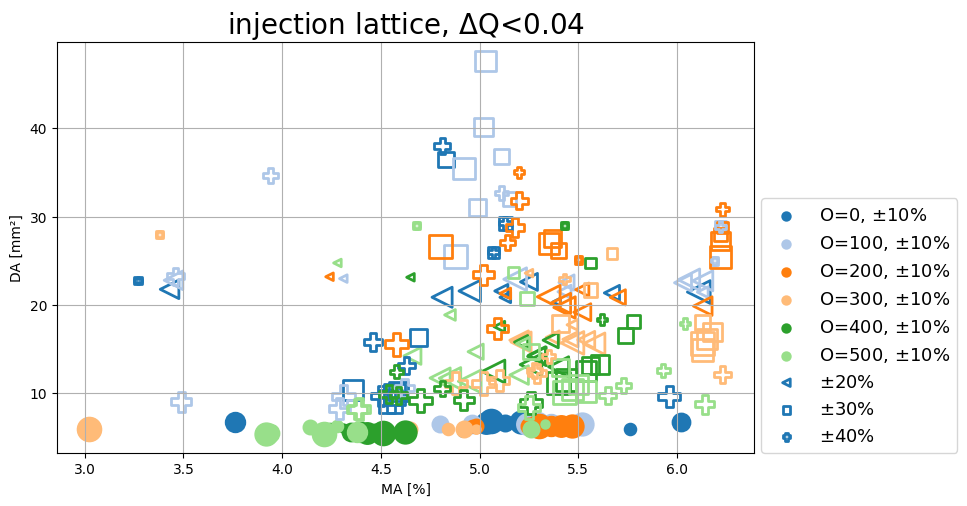 injection lattice, ΔQ<0.04
DA [mm²]
40
30
20
10
3.0 3.5 4.0 4.5 5.0 5.5 6.0
MA [%]
O=0, ±10%
O=100, ±10%
O=200, ±10%
O=300, ±10%
O=400, ±10%
O=500, ±10%
±20%
±30%
±40%